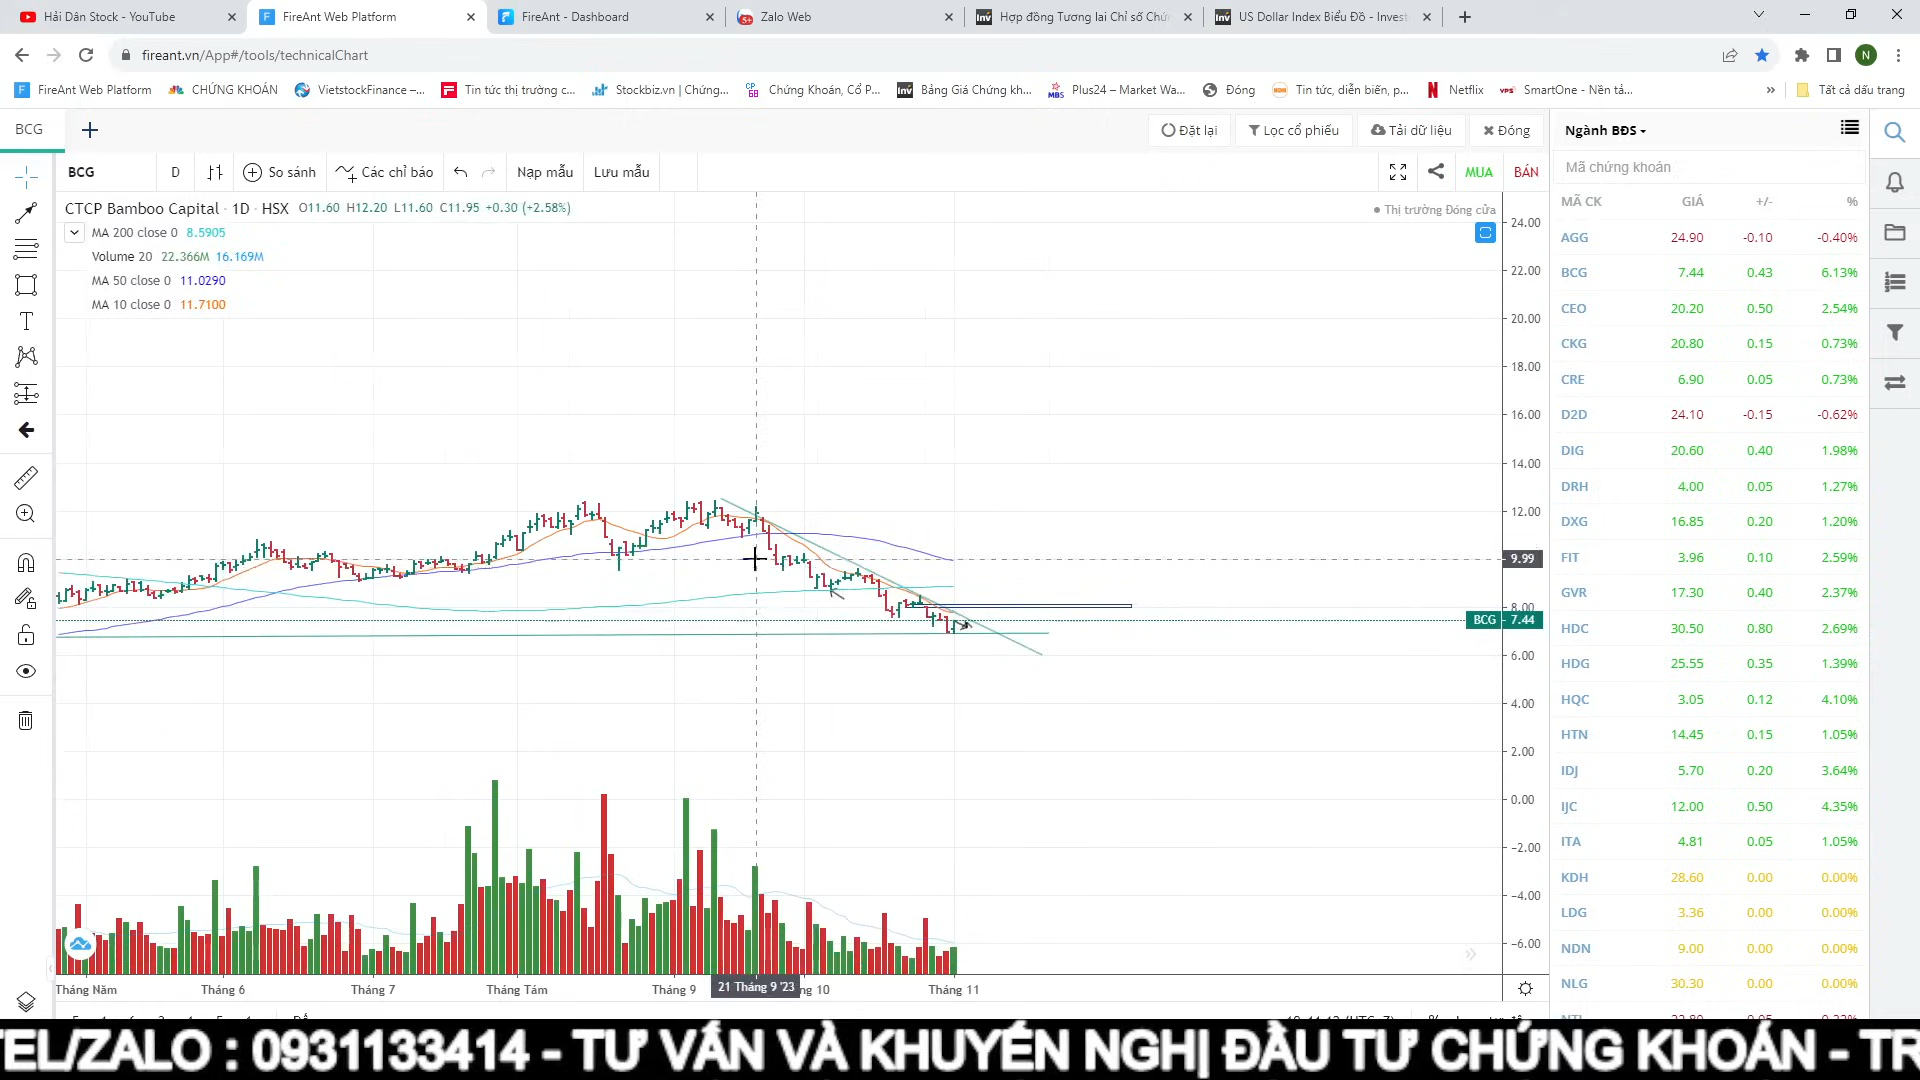 Hải Dân Stock - YouTube
FireAnt Web Platform
FireAnt - Dashboard
Zalo Web
Hợp đồng Tương lai Chỉ số Chứ
US Dollar Index Biểu Đồ - Invest
fireant.vn/App#/tools/technicalChart
N
FireAnt Web Platform
CHỨNG KHOÁN
VietstockFinance –...
Tin tức thị trường c...
Stockbiz.vn | Chứng...
Chứng Khoán, Cổ P...
Bảng Giá Chứng kh...
Plus24 – Market Wa...
Đóng
Tin tức, diễn biến, p...
Netflix
SmartOne - Nền tả...
Tất cả dấu trang
BCG
Đặt lại
Lọc cổ phiếu
Tải dữ liệu
Đóng
Ngành BĐS
BCG
D
So sánh
Các chỉ báo
Nạp mẫu
Lưu mẫu
MUA
BÁN
Mã chứng khoán
CTCP Bamboo Capital · 1D · HSX O11.60 H12.20 L11.60 C11.95 +0.30 (+2.58%)
Thị trường Đóng cửa
MA 200 close 0 8.5905
Volume 20 22.366M 16.169M
MA 50 close 0 11.0290
MA 10 close 0 11.7100
24.00
22.00
20.00
18.00
16.00
14.00
12.00
9.99
8.00
BCG 7.44
6.00
4.00
2.00
0.00
−2.00
−4.00
−6.00
Tháng Năm
Tháng 6
Tháng 7
Tháng Tám
Tháng 9
21 Tháng 9 '23
ng 10
Tháng 11
MÃ CK GIÁ +/- %
AGG 24.90 -0.10 -0.40%
BCG 7.44 0.43 6.13%
CEO 20.20 0.50 2.54%
CKG 20.80 0.15 0.73%
CRE 6.90 0.05 0.73%
D2D 24.10 -0.15 -0.62%
DIG 20.60 0.40 1.98%
DRH 4.00 0.05 1.27%
DXG 16.85 0.20 1.20%
FIT 3.96 0.10 2.59%
GVR 17.30 0.40 2.37%
HDC 30.50 0.80 2.69%
HDG 25.55 0.35 1.39%
HQC 3.05 0.12 4.10%
HTN 14.45 0.15 1.05%
IDJ 5.70 0.20 3.64%
IJC 12.00 0.50 4.35%
ITA 4.81 0.05 1.05%
KDH 28.60 0.00 0.00%
LDG 3.36 0.00 0.00%
NDN 9.00 0.00 0.00%
NLG 30.30 0.00 0.00%
TEL/ZALO : 0931133414 - TƯ VẤN VÀ KHUYẾN NGHỊ ĐẦU TƯ CHỨNG KHOÁN - TR